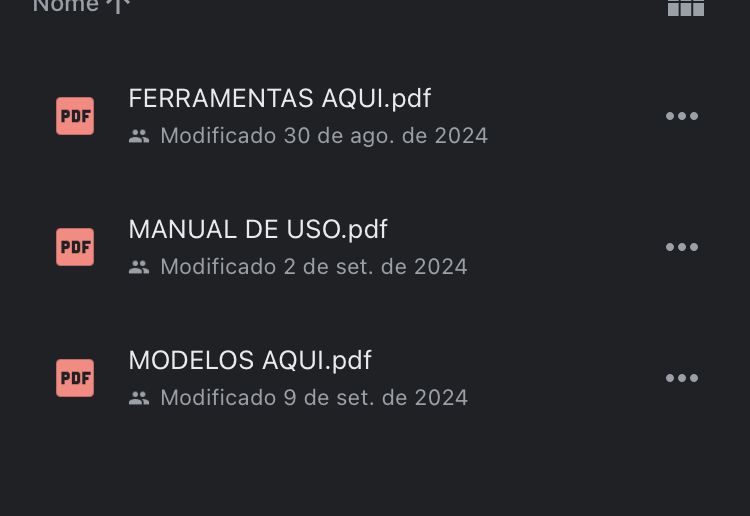 Nome ↑
PDF
FERRAMENTAS AQUI.pdf
Modificado 30 de ago. de 2024
PDF
MANUAL DE USO.pdf
Modificado 2 de set. de 2024
PDF
MODELOS AQUI.pdf
Modificado 9 de set. de 2024